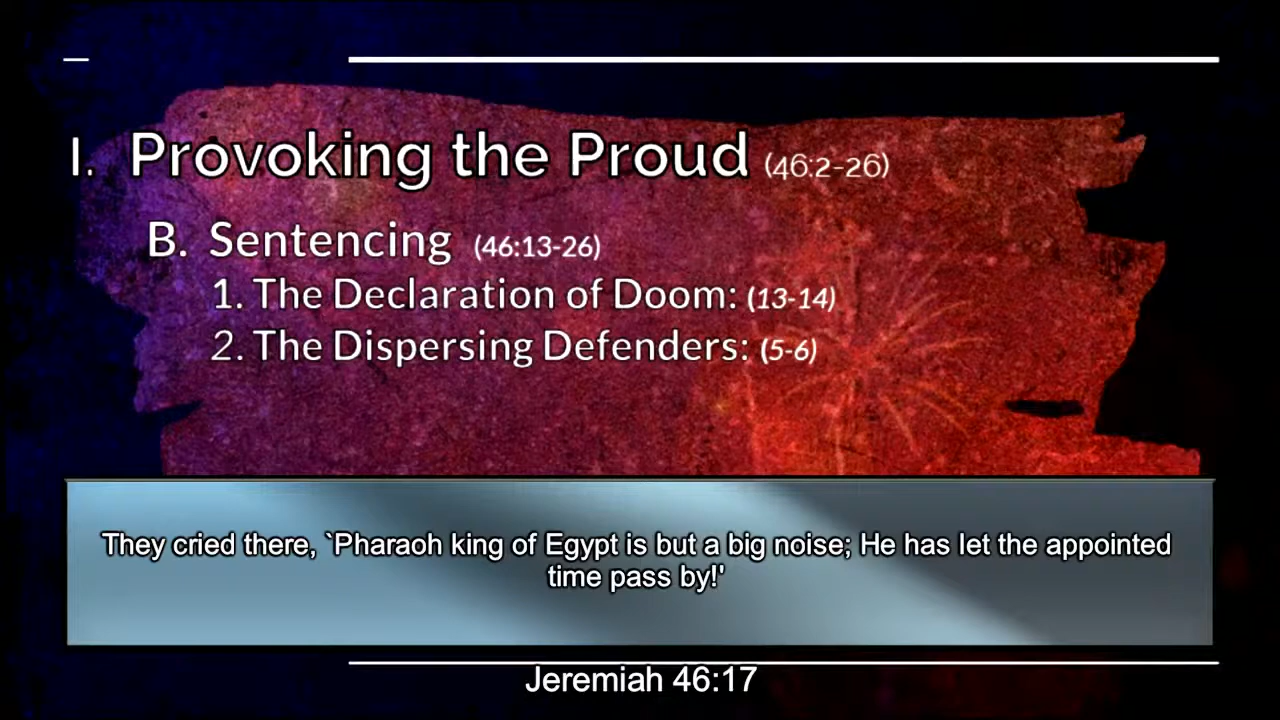 I. Provoking the Proud (46:2-26)
B. Sentencing (46:13-26)
1. The Declaration of Doom: (13-14)
2. The Dispersing Defenders: (5-6)
They cried there, `Pharaoh king of Egypt is but a big noise; He has let the appointed
time pass by!'
Jeremiah 46:17